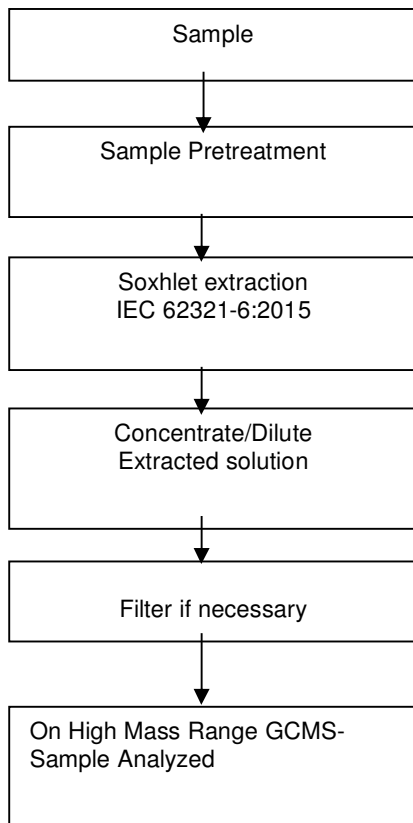 Sample
Sample Pretreatment
Soxhlet extraction
IEC 62321-6:2015
Concentrate/Dilute
Extracted solution
Filter if necessary
On High Mass Range GCMS-
Sample Analyzed